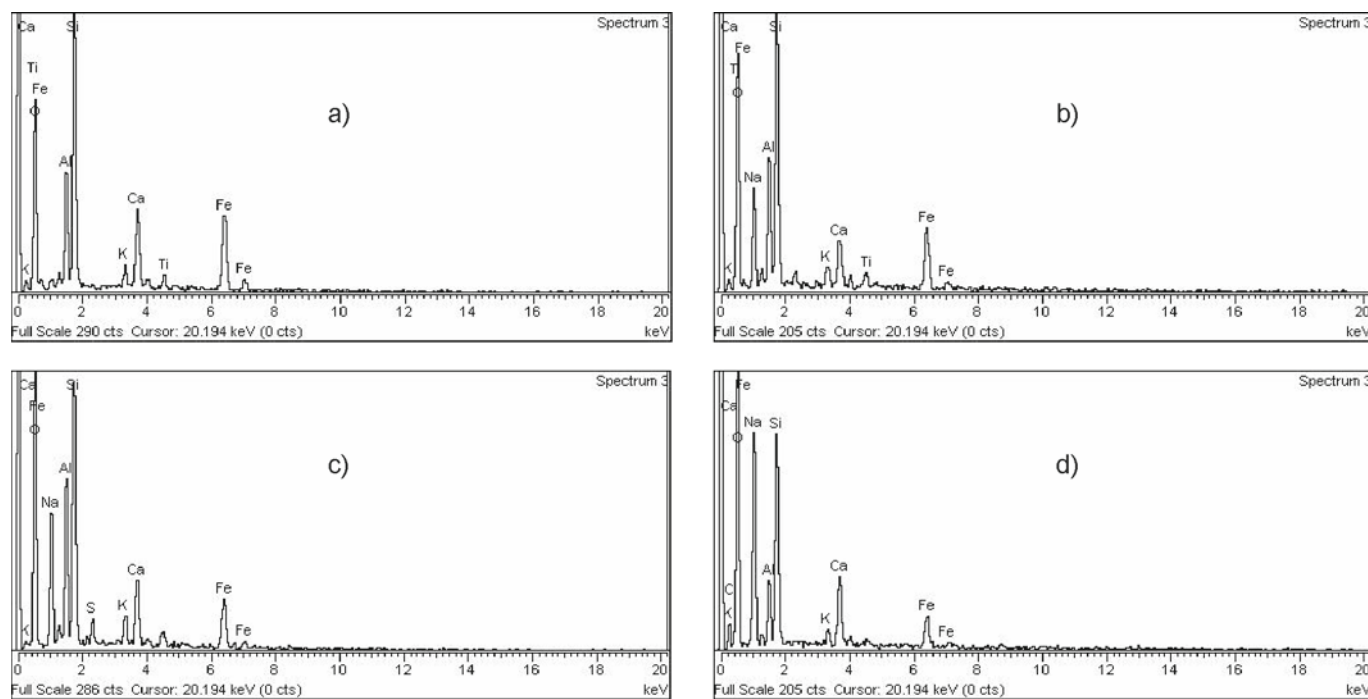 Spectrum 3
a)
Ca Si
Ti
Fe
O
Al
Ca Fe
K Ti Fe
K
0 2 4 6 8 10 12 14 16 18 20
Full Scale 290 cts Cursor: 20.194 keV (0 cts) keV
Spectrum 3
b)
Ca Si
Fe
T
O
Al
Na
Fe
Ca
K Ti Fe
K
0 2 4 6 8 10 12 14 16 18 20
Full Scale 205 cts Cursor: 20.194 keV (0 cts) keV
Spectrum 3
c)
Ca Si
Fe
O
Al
Na
Ca
Fe
S K
K Fe
0 2 4 6 8 10 12 14 16 18 20
Full Scale 286 cts Cursor: 20.194 keV (0 cts) keV
Spectrum 3
d)
Fe
Ca
Na Si
O
Al Ca
C
K K Fe
Fe
0 2 4 6 8 10 12 14 16 18 20
Full Scale 205 cts Cursor: 20.194 keV (0 cts) keV